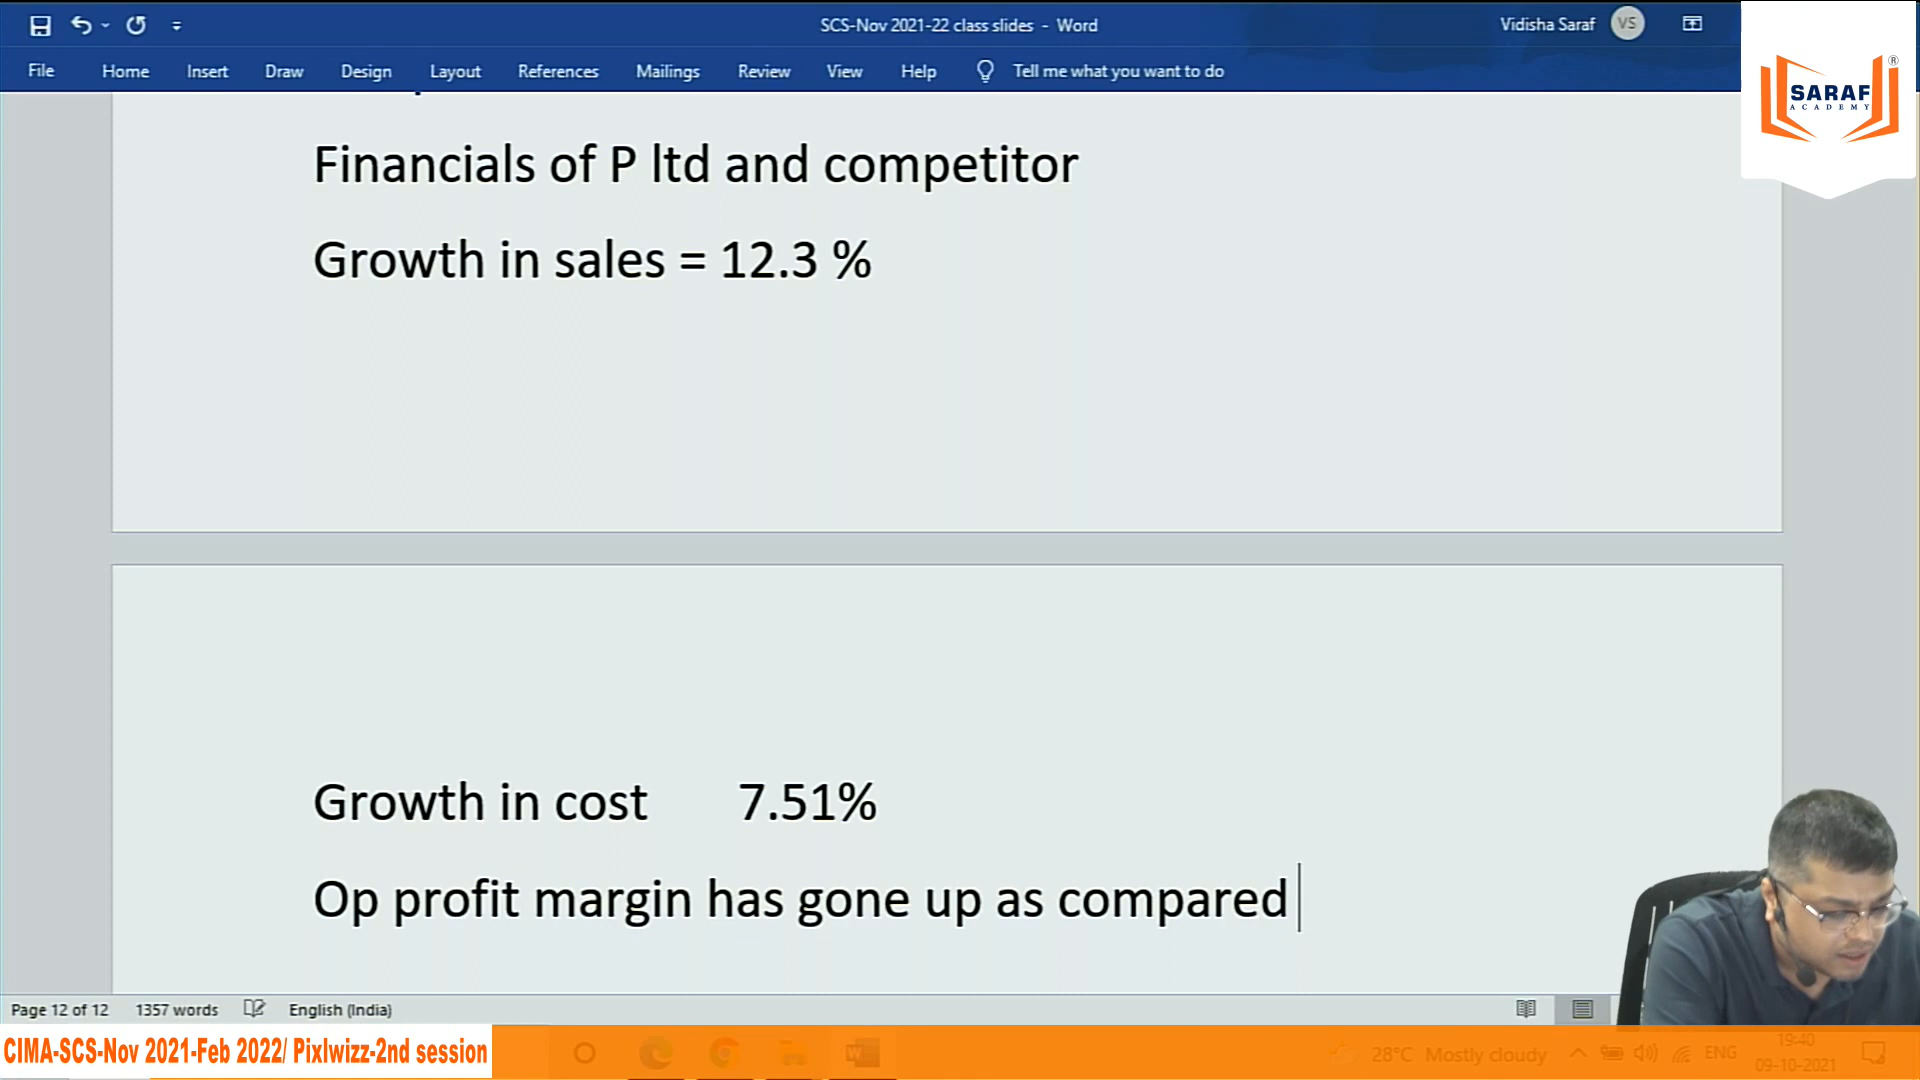 SCS-Nov 2021-22 class slides - Word
Vidisha Saraf
VS
File Home Insert Draw Design Layout References Mailings Review View Help Tell me what you want to do
SARAF
ACADEMY
®
Financials of P ltd and competitor
Growth in sales = 12.3 %
Growth in cost 7.51%
Op profit margin has gone up as compared
Page 12 of 12 1357 words English (India)
CIMA-SCS-Nov 2021-Feb 2022/ Pixlwizz-2nd session
28°C Mostly cloudy ENG
19:40
09-10-2021